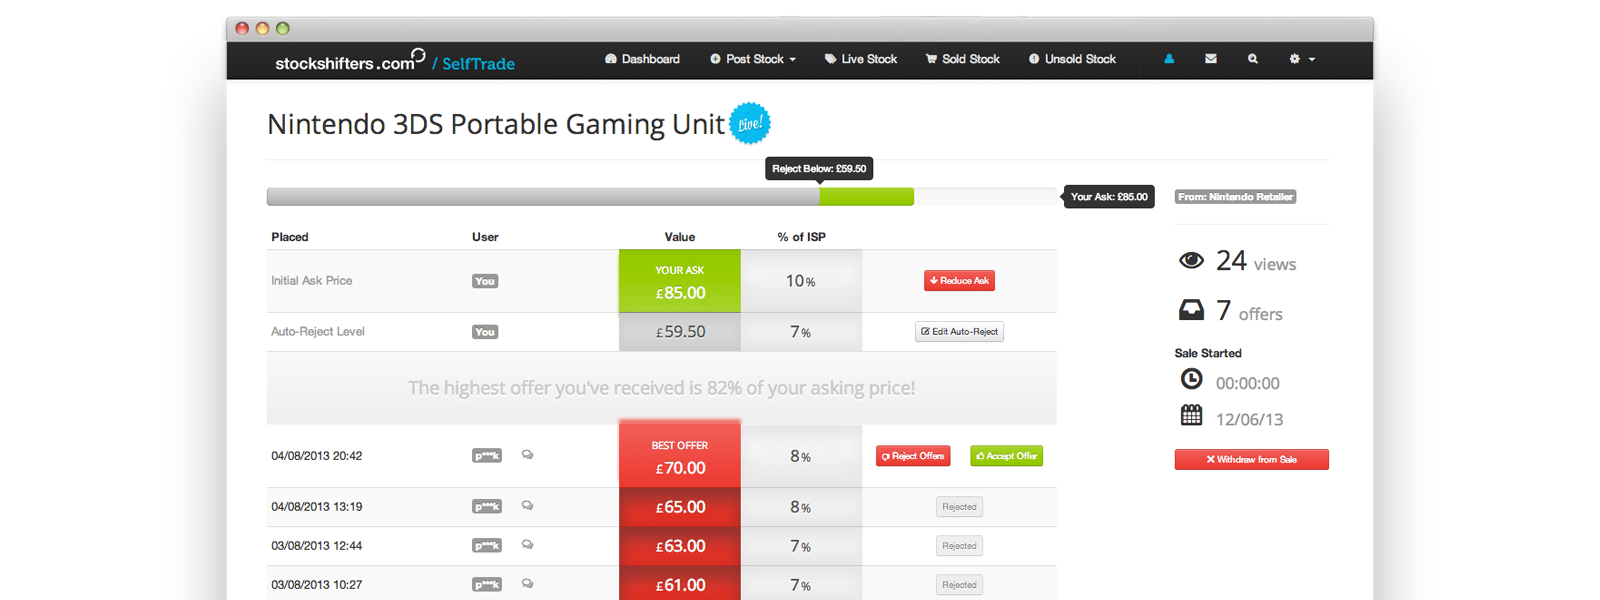 stockshifters.com / SelfTrade Dashboard Post Stock Live Stock Sold Stock Unsold Stock
Nintendo 3DS Portable Gaming Unit Live!
Reject Below: £59.50
Your Ask: £85.00
From: Nintendo Retailer
Placed User Value % of ISP
24 views
YOUR ASK
Initial Ask Price You £85.00 10% Reduce Ask
7 offers
Auto-Reject Level You £59.50 7% Edit Auto-Reject
Sale Started
00:00:00
The highest offer you've received is 82% of your asking price!
12/06/13
BEST OFFER
04/08/2013 20:42 p***k £70.00 8% Reject Offers Accept Offer
Withdraw from Sale
04/08/2013 13:19 p***k £65.00 8% Rejected
03/08/2013 12:44 p***k £63.00 7% Rejected
03/08/2013 10:27 p***k £61.00 7% Rejected